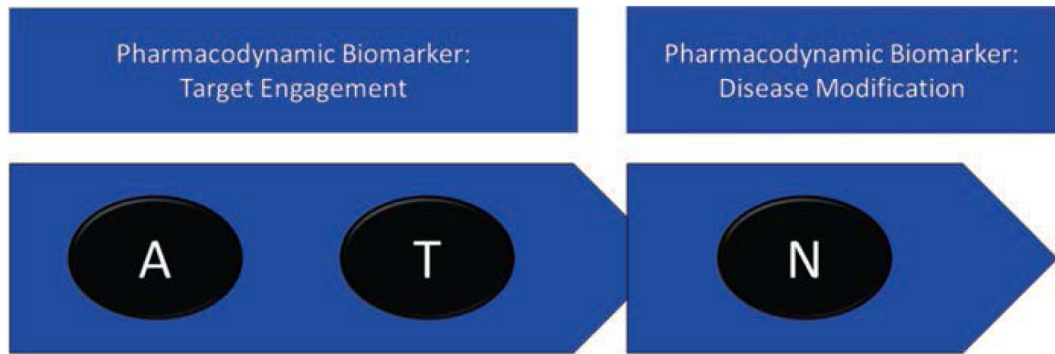 Pharmacodynamic Biomarker:
Target Engagement
Pharmacodynamic Biomarker:
Disease Modification
A
T
N